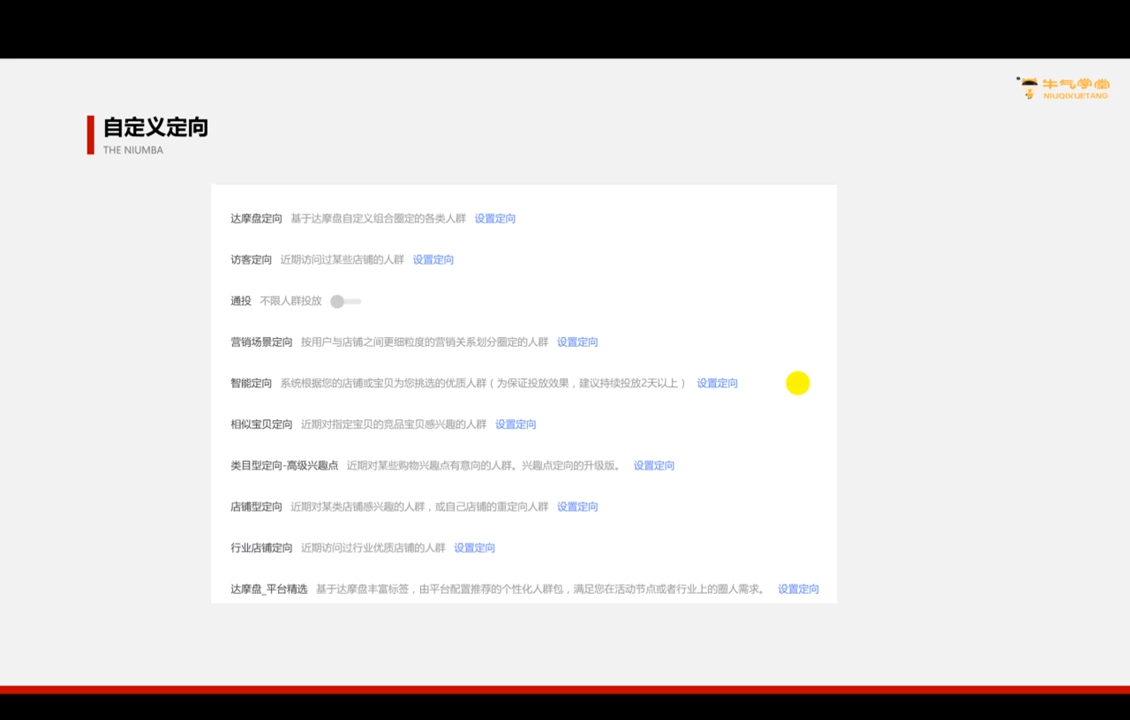 牛气学堂
NIUQIXUETANG
自定义定向
THE NIUMBA
达摩盘定向 基于达摩盘自定义组合圈定的各类人群 设置定向
访客定向 近期访问过某些店铺的人群 设置定向
通投 不限人群投放
营销场景定向 按用户与店铺之间更细粒度的营销关系划分圈定的人群 设置定向
智能定向 系统根据您的店铺或宝贝为您挑选的优质人群（为保证投放效果，建议持续投放2天以上） 设置定向
相似宝贝定向 近期对指定宝贝的竞品宝贝感兴趣的人群 设置定向
类目型定向-高级兴趣点 近期对某些购物兴趣点有意向的人群。兴趣点定向的升级版。 设置定向
店铺型定向 近期对某类店铺感兴趣的人群，或自己店铺的重定向人群 设置定向
行业店铺定向 近期访问过行业优质店铺的人群 设置定向
达摩盘_平台精选 基于达摩盘丰富标签，由平台配置推荐的个性化人群包，满足您在活动节点或者行业上的圈人需求。 设置定向